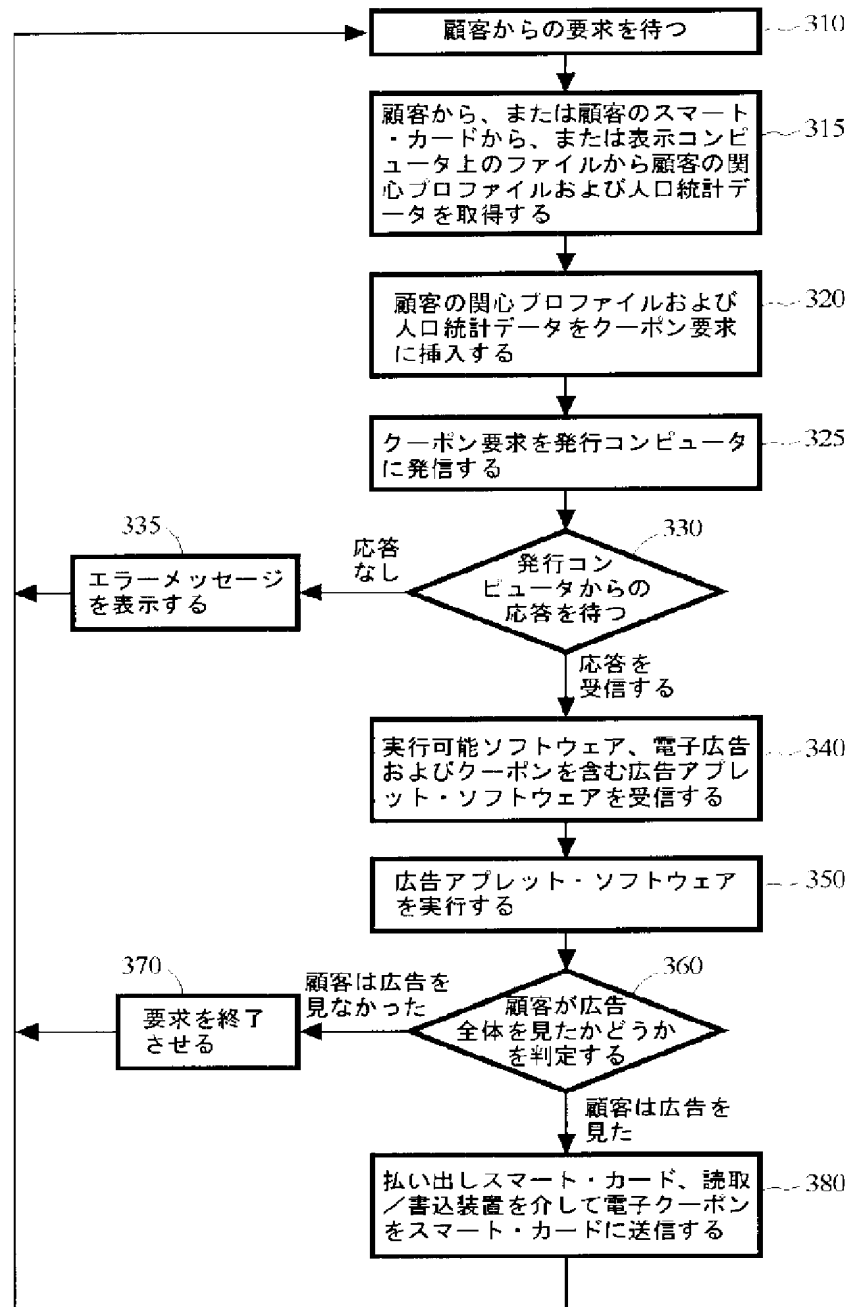 顧客からの要求を待つ
310
顧客から、または顧客のスマート
・カードから、または表示コンピ
ュータ上のファイルから顧客の関
心プロファイルおよび人口統計デ
ータを取得する
315
顧客の関心プロファイルおよび
人口統計データをクーポン要求
に挿入する
320
クーポン要求を発行コンピュータ
に発信する
325
330
発行コン
ピュータからの
応答を待つ
応答
なし
335
エラーメッセージ
を表示する
応答を
受信する
実行可能ソフトウェア、電子広告
およびクーポンを含む広告アプレ
ット・ソフトウェアを受信する
340
広告アプレット・ソフトウェア
を実行する
350
360
顧客が広告
全体を見たかどうか
を判定する
顧客は広告を
見なかった
370
要求を終了
させる
顧客は広告を
見た
払い出しスマート・カード、読取
／書込装置を介して電子クーポン
をスマート・カードに送信する
380